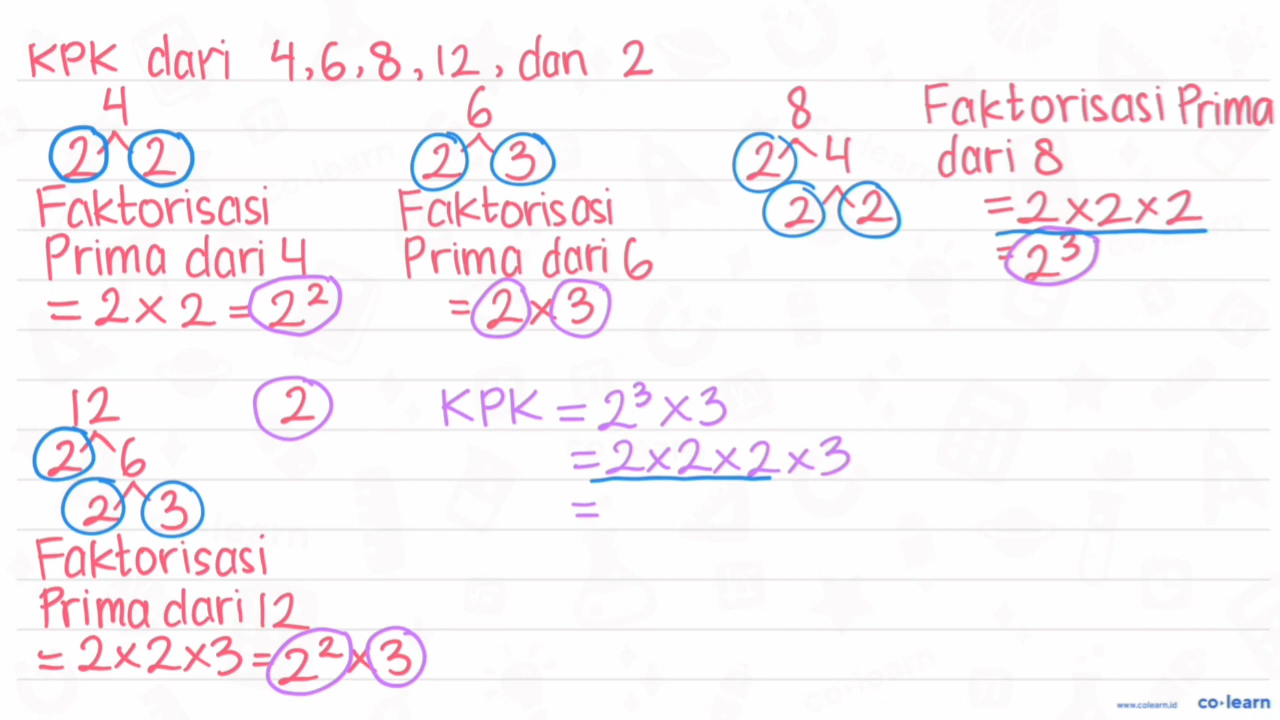 KPK dari 4, 6, 8, 12, dan 2
4
2 2
Faktorisasi
Prima dari 4
= 2 × 2 = 2²
6
2 3
Faktorisasi
Prima dari 6
= 2 × 3
8
2 4
2 2
Faktorisasi Prima
dari 8
= 2 × 2 × 2
= 2³
12
2 6
2 3
Faktorisasi
Prima dari 12
= 2 × 2 × 3 = 2² × 3
2
KPK = 2³ × 3
= 2 × 2 × 2 × 3
=
www.colearn.id co·learn